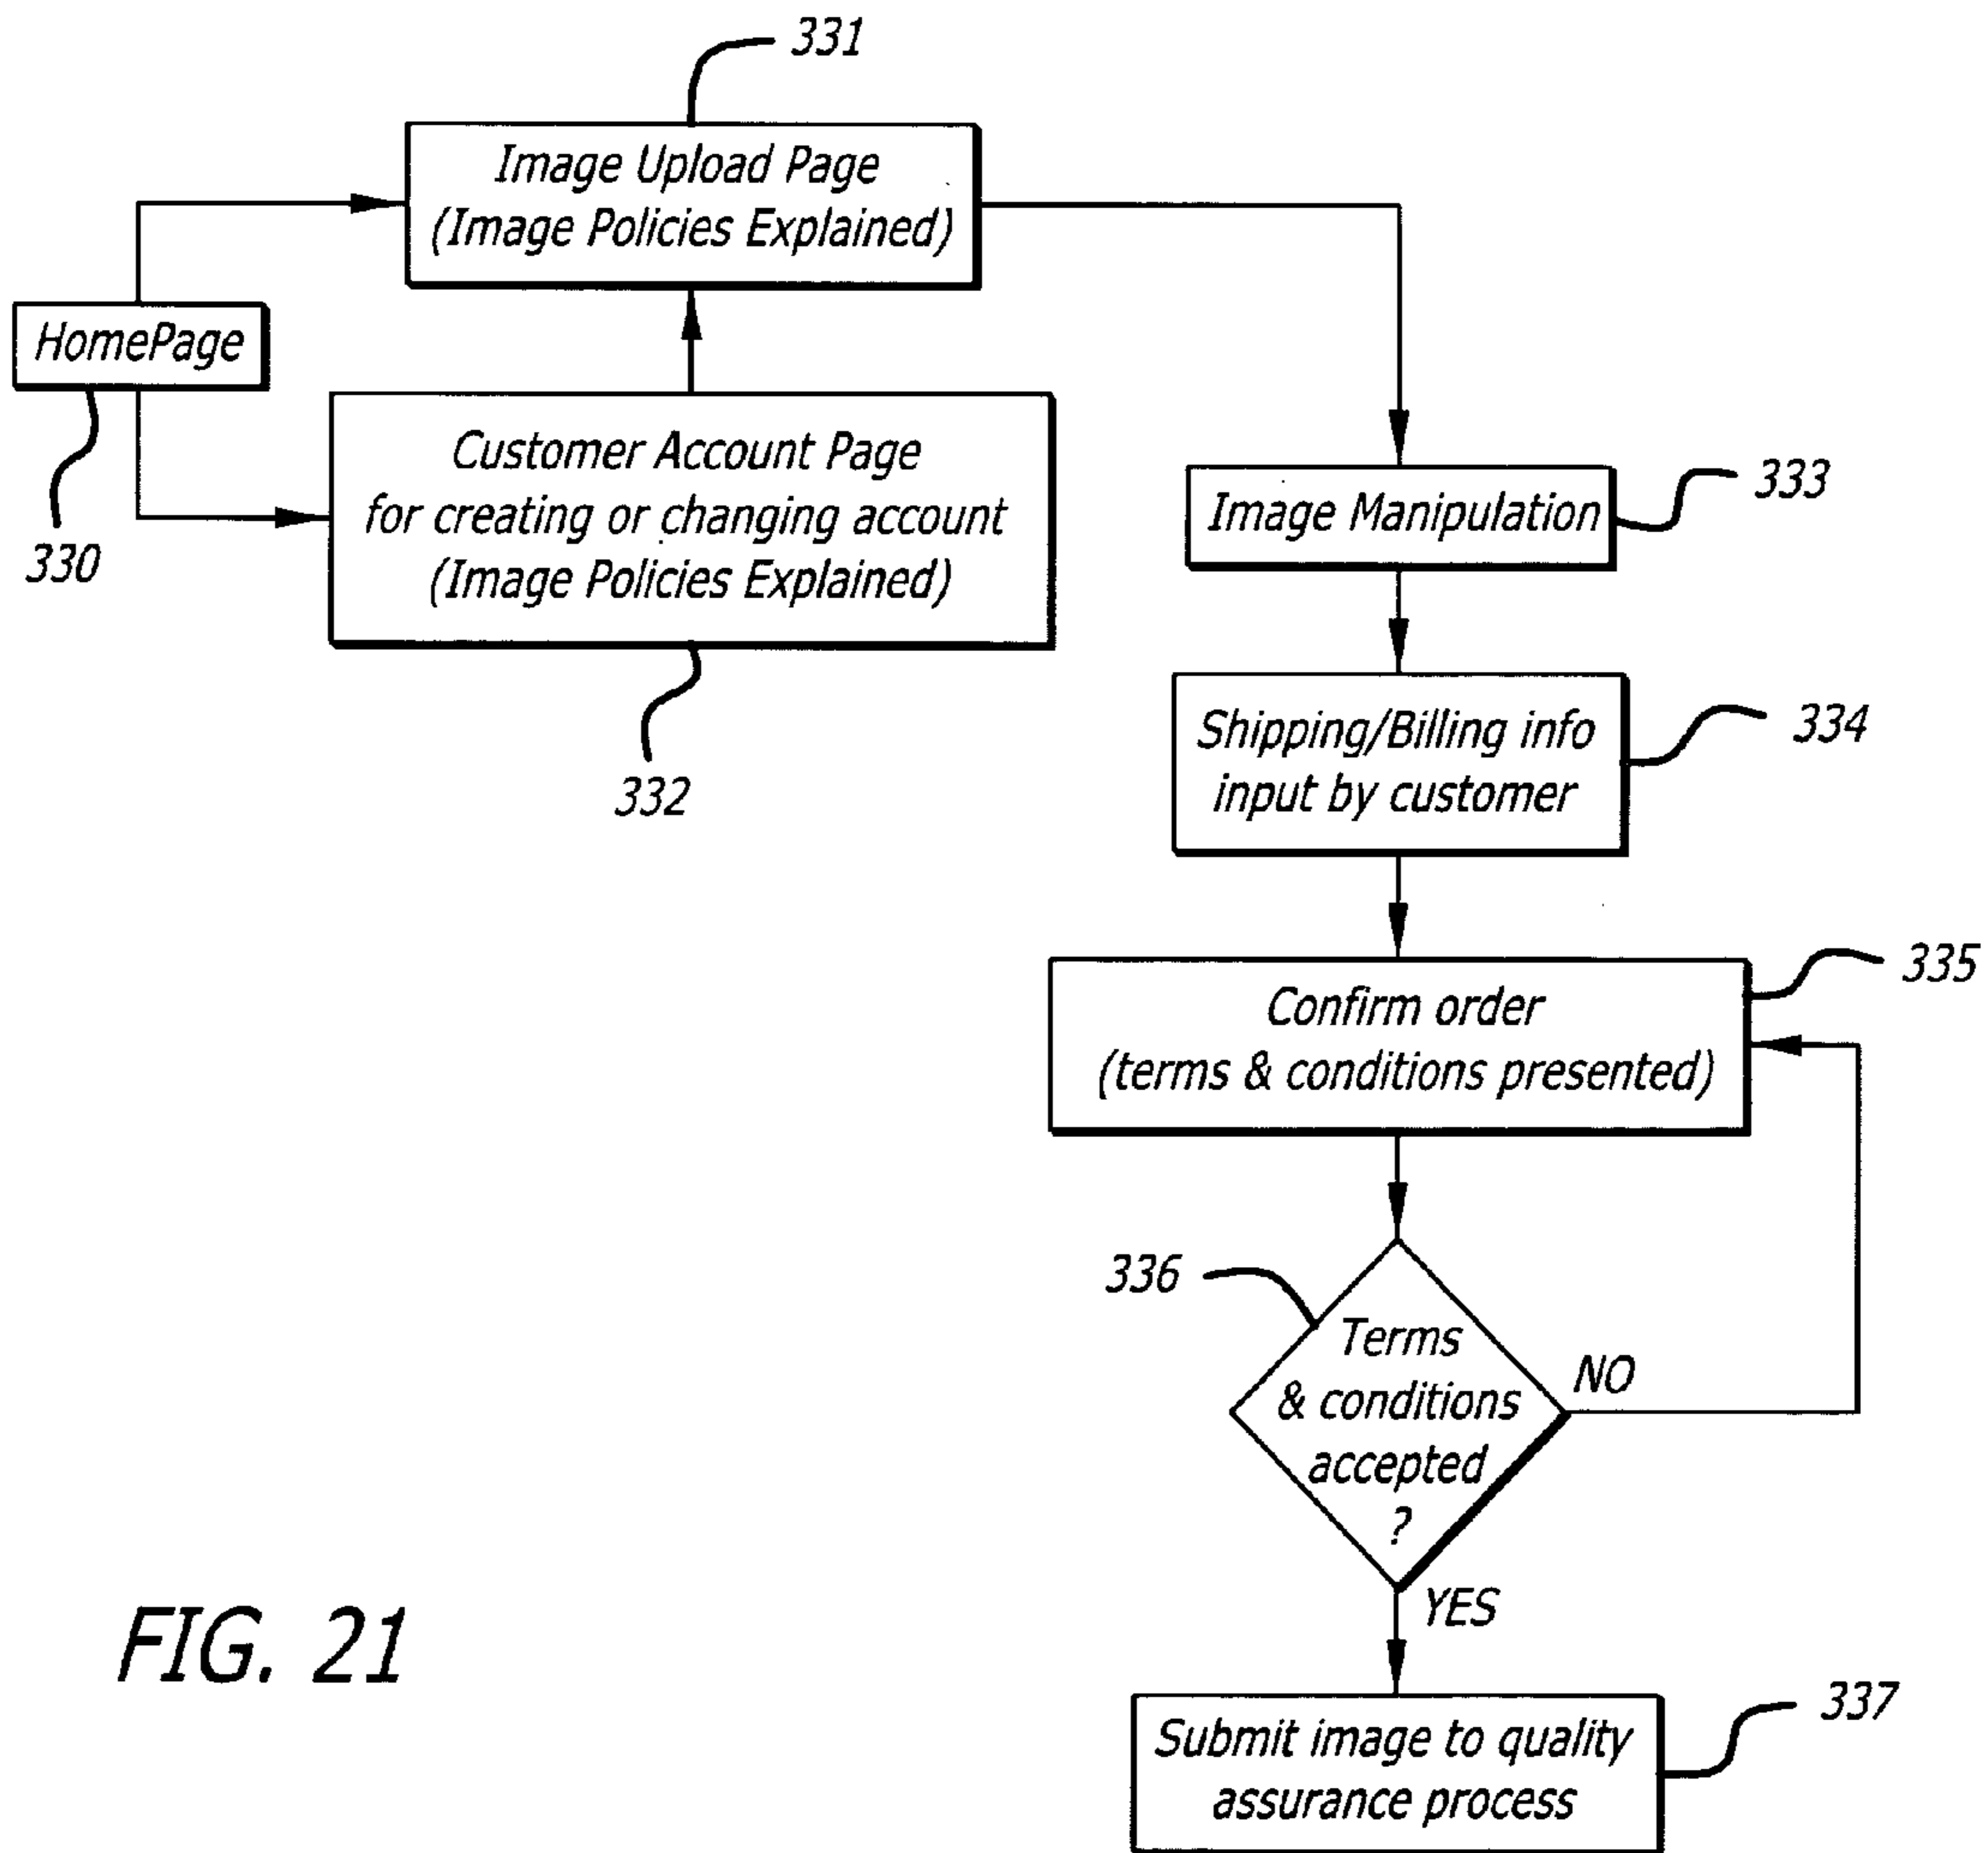 331
Image Upload Page
(Image Policies Explained)
HomePage
330
Customer Account Page
for creating or changing account
(Image Policies Explained)
332
Image Manipulation
333
Shipping/Billing info
input by customer
334
Confirm order
(terms & conditions presented)
335
336
Terms
& conditions
accepted
?
NO
YES
Submit image to quality
assurance process
337
FIG. 21